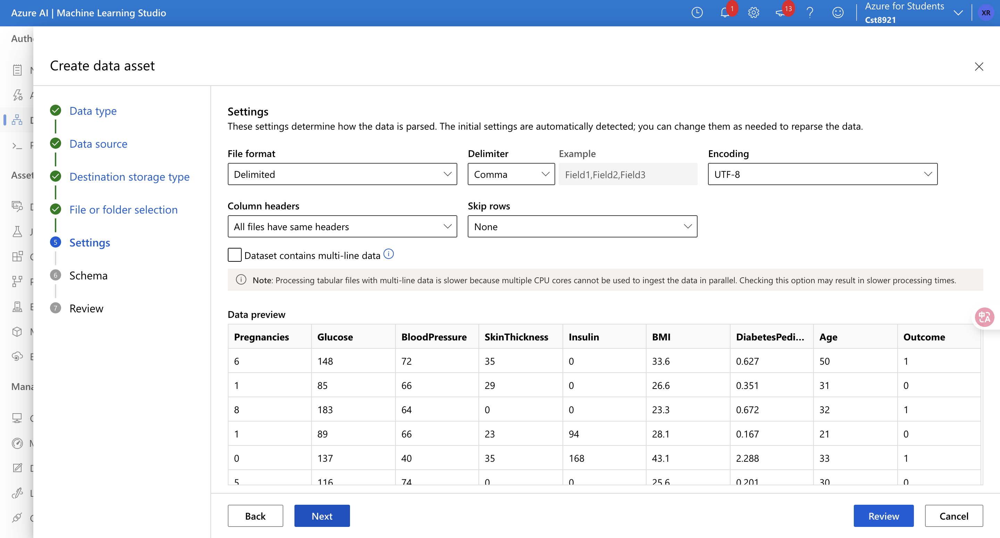 Azure AI | Machine Learning Studio
1
13
Azure for Students
Cst8921
XR
Create data asset
Data type
Data source
Destination storage type
File or folder selection
5 Settings
6 Schema
7 Review
Settings
These settings determine how the data is parsed. The initial settings are automatically detected; you can change them as needed to reparse the data.
File format Delimiter Example Encoding
Delimited Comma Field1,Field2,Field3 UTF-8
Column headers Skip rows
All files have same headers None
Dataset contains multi-line data
Note: Processing tabular files with multi-line data is slower because multiple CPU cores cannot be used to ingest the data in parallel. Checking this option may result in slower processing times.
Data preview
Pregnancies Glucose BloodPressure SkinThickness Insulin BMI DiabetesPedi... Age Outcome
6 148 72 35 0 33.6 0.627 50 1
1 85 66 29 0 26.6 0.351 31 0
8 183 64 0 0 23.3 0.672 32 1
1 89 66 23 94 28.1 0.167 21 0
0 137 40 35 168 43.1 2.288 33 1
5 116 74 0 0 25.6 0.201 30 0
Back Next Review Cancel